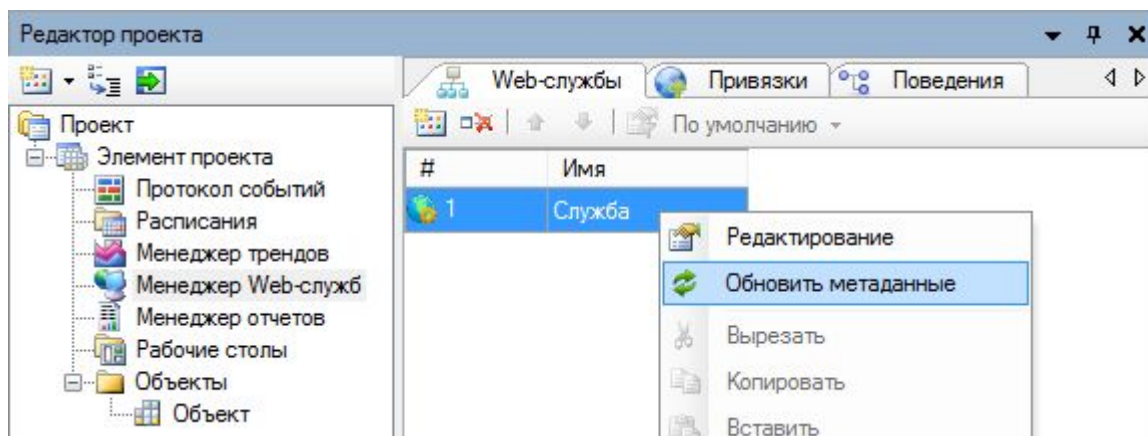 Редактор проекта
Проект
Элемент проекта
Протокол событий
Расписания
Менеджер трендов
Менеджер Web-служб
Менеджер отчетов
Рабочие столы
Объекты
Объект
Web-службы Привязки Поведения
По умолчанию
# Имя
1 Служба
Редактирование
Обновить метаданные
Вырезать
Копировать
Вставить